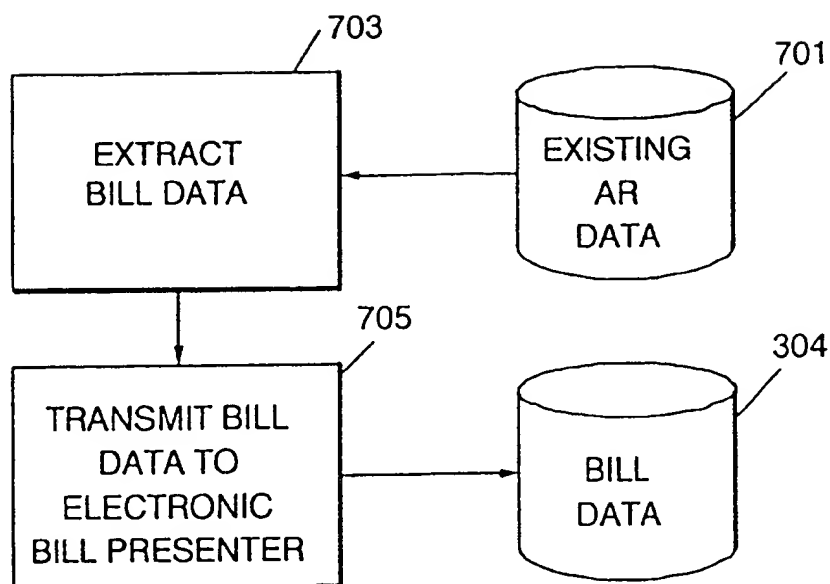 703
701
EXTRACT
BILL DATA
EXISTING
AR
DATA
705
304
TRANSMIT BILL
DATA TO
ELECTRONIC
BILL PRESENTER
BILL
DATA